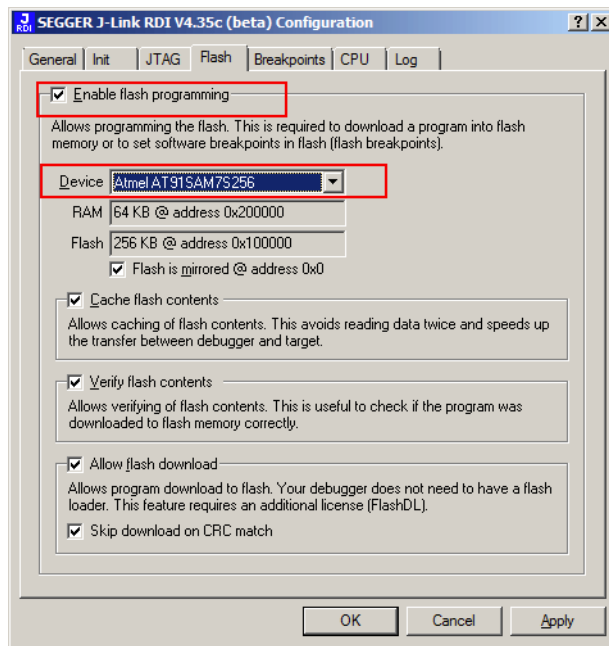 J
RDI
SEGGER J-Link RDI V4.35c (beta) Configuration
General
Init
JTAG
Flash
Breakpoints
CPU
Log
Enable flash programming
Allows programming the flash. This is required to download a program into flash
memory or to set software breakpoints in flash (flash breakpoints).
Device Atmel AT91SAM7S256
RAM 64 KB @ address 0x200000
Flash 256 KB @ address 0x100000
Flash is mirrored @ address 0x0
Cache flash contents
Allows caching of flash contents. This avoids reading data twice and speeds up
the transfer between debugger and target.
Verify flash contents
Allows verifying of flash contents. This is useful to check if the program was
downloaded to flash memory correctly.
Allow flash download
Allows program download to flash. Your debugger does not need to have a flash
loader. This feature requires an additional license (FlashDL).
Skip download on CRC match
OK
Cancel
Apply